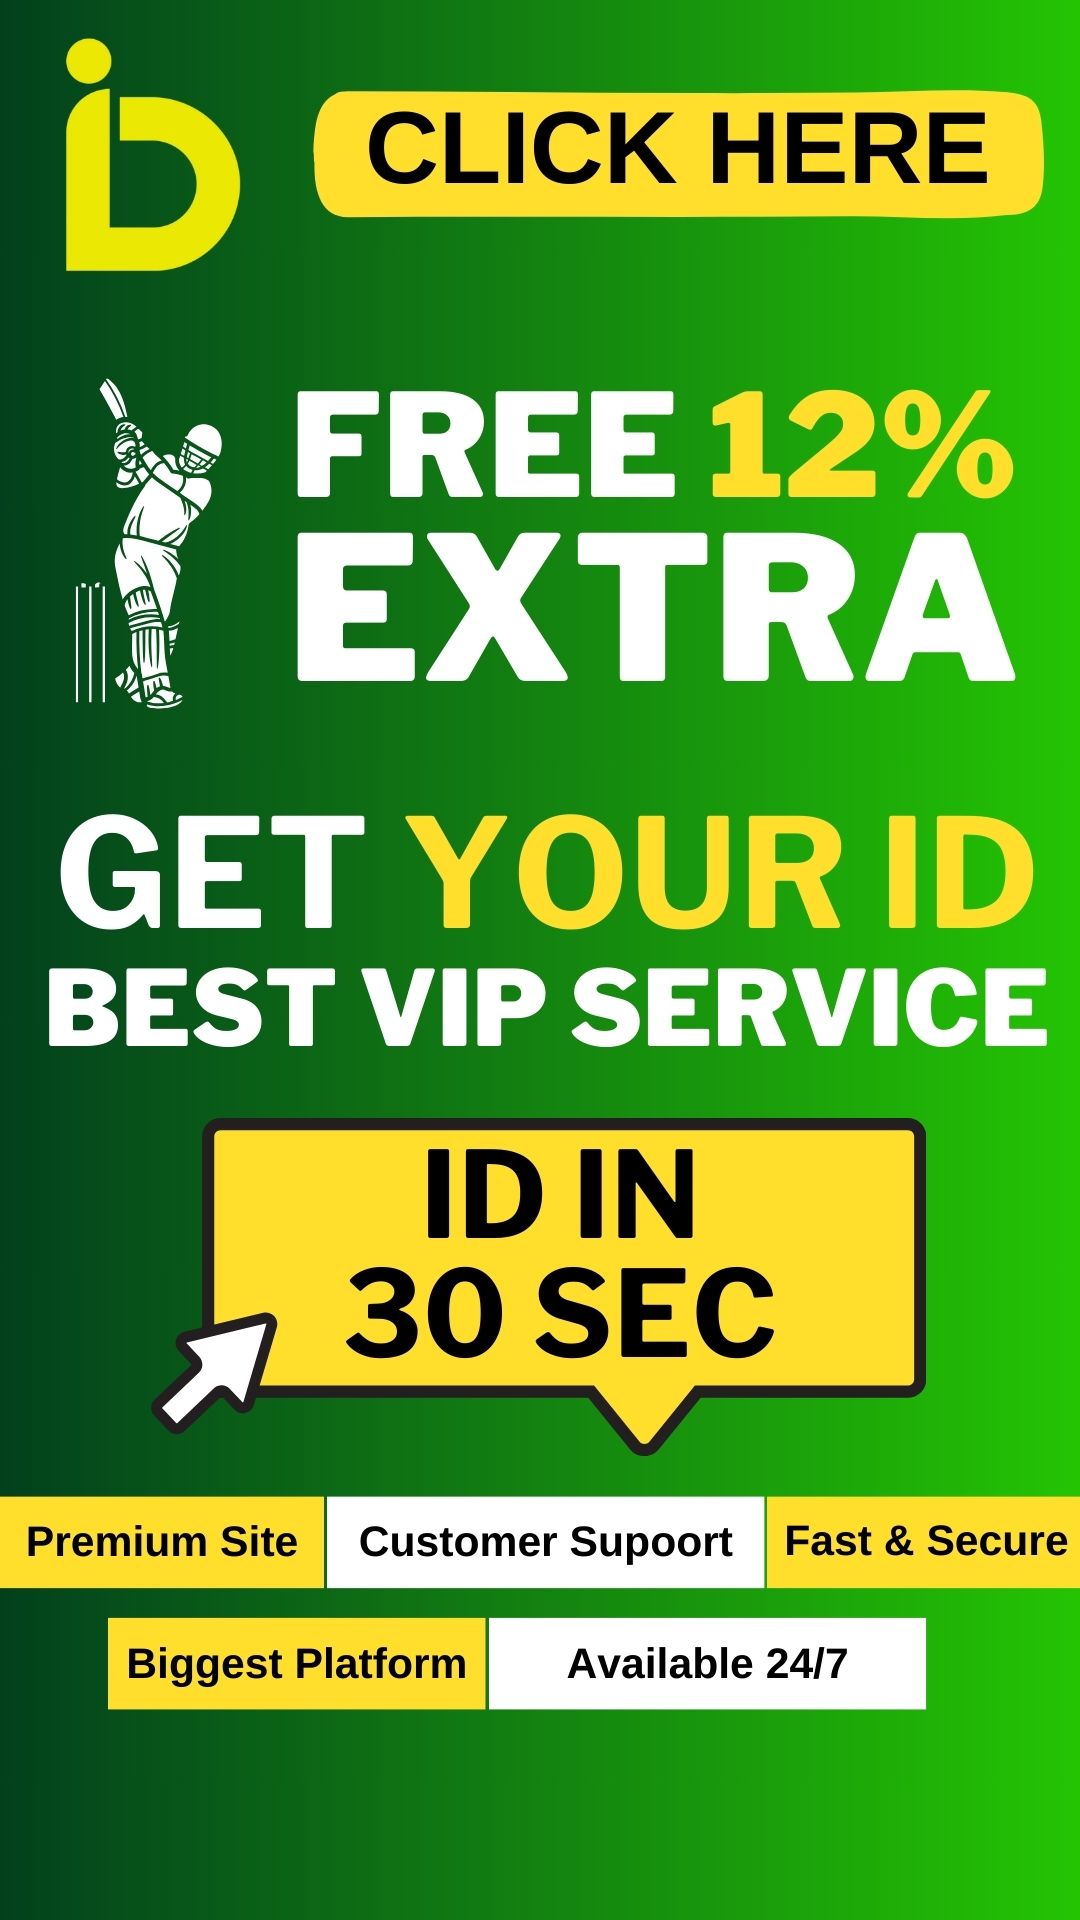 CLICK HERE
FREE 12%
EXTRA
GET YOUR ID
BEST VIP SERVICE
ID IN
30 SEC
Premium Site
Customer Supoort
Fast & Secure
Biggest Platform
Available 24/7